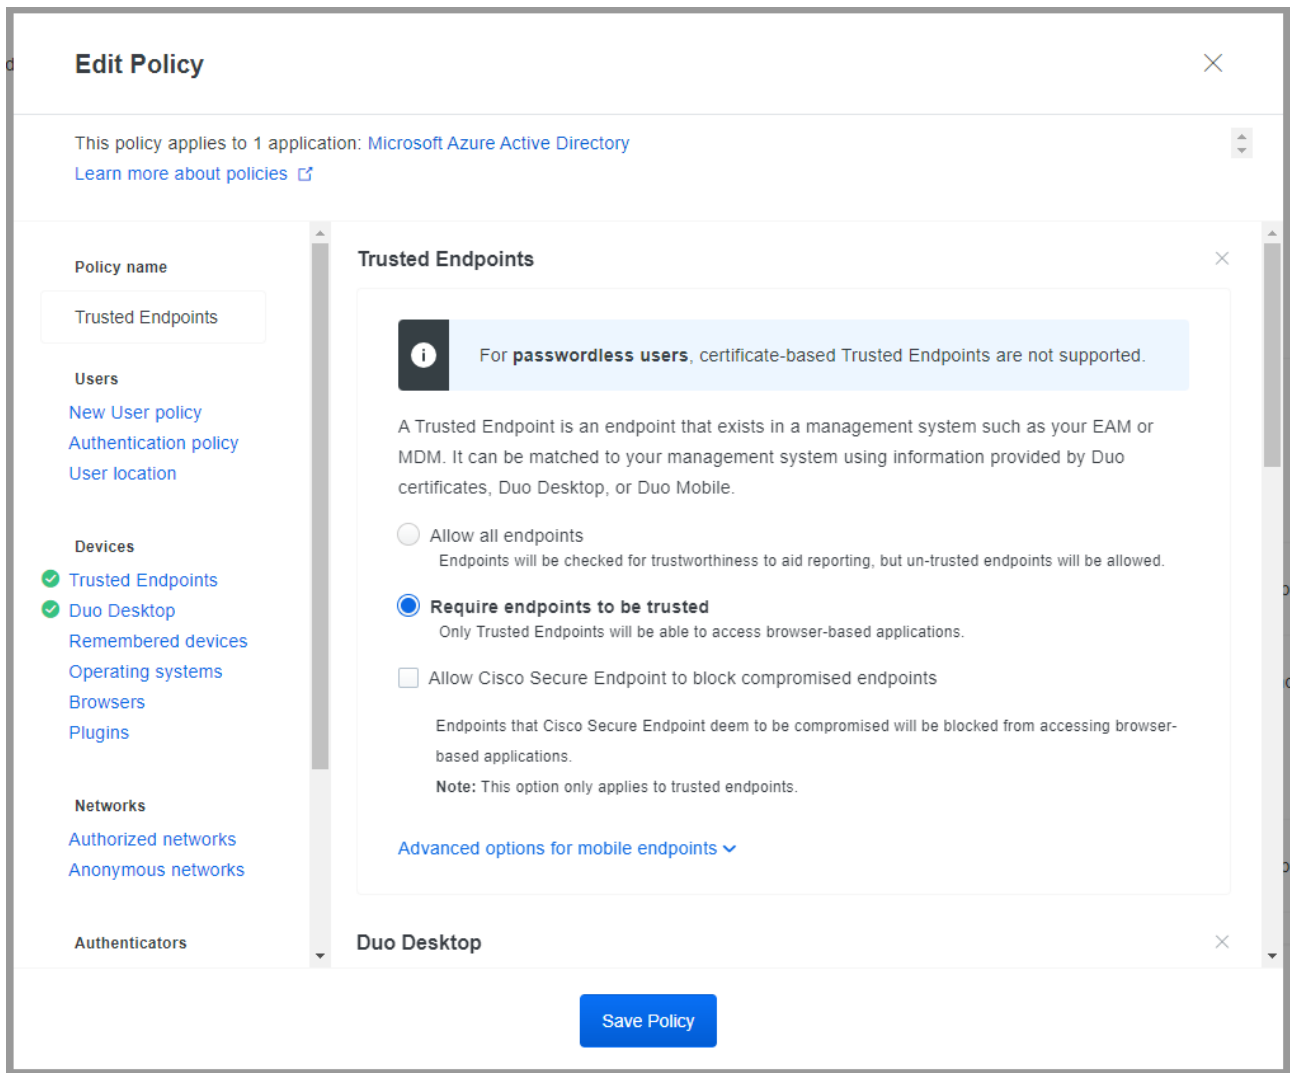 Edit Policy
This policy applies to 1 application: Microsoft Azure Active Directory
Learn more about policies
Policy name
Trusted Endpoints
Users
New User policy
Authentication policy
User location
Devices
Trusted Endpoints
Duo Desktop
Remembered devices
Operating systems
Browsers
Plugins
Networks
Authorized networks
Anonymous networks
Authenticators
Trusted Endpoints
For passwordless users, certificate-based Trusted Endpoints are not supported.
A Trusted Endpoint is an endpoint that exists in a management system such as your EAM or
MDM. It can be matched to your management system using information provided by Duo
certificates, Duo Desktop, or Duo Mobile.
Allow all endpoints
Endpoints will be checked for trustworthiness to aid reporting, but un-trusted endpoints will be allowed.
Require endpoints to be trusted
Only Trusted Endpoints will be able to access browser-based applications.
Allow Cisco Secure Endpoint to block compromised endpoints
Endpoints that Cisco Secure Endpoint deem to be compromised will be blocked from accessing browser-
based applications.
Note: This option only applies to trusted endpoints.
Advanced options for mobile endpoints
Duo Desktop
Save Policy